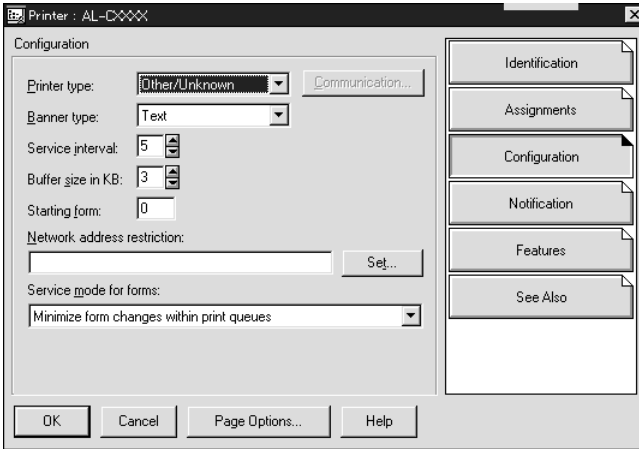 Printer : AL-CXXX
Configuration
Printer type: Other/Unknown Communication...
Banner type: Text
Service interval: 5
Buffer size in KB: 3
Starting form: 0
Network address restriction:
Set...
Service mode for forms:
Minimize form changes within print queues
OK Cancel Page Options... Help
Identification
Assignments
Configuration
Notification
Features
See Also